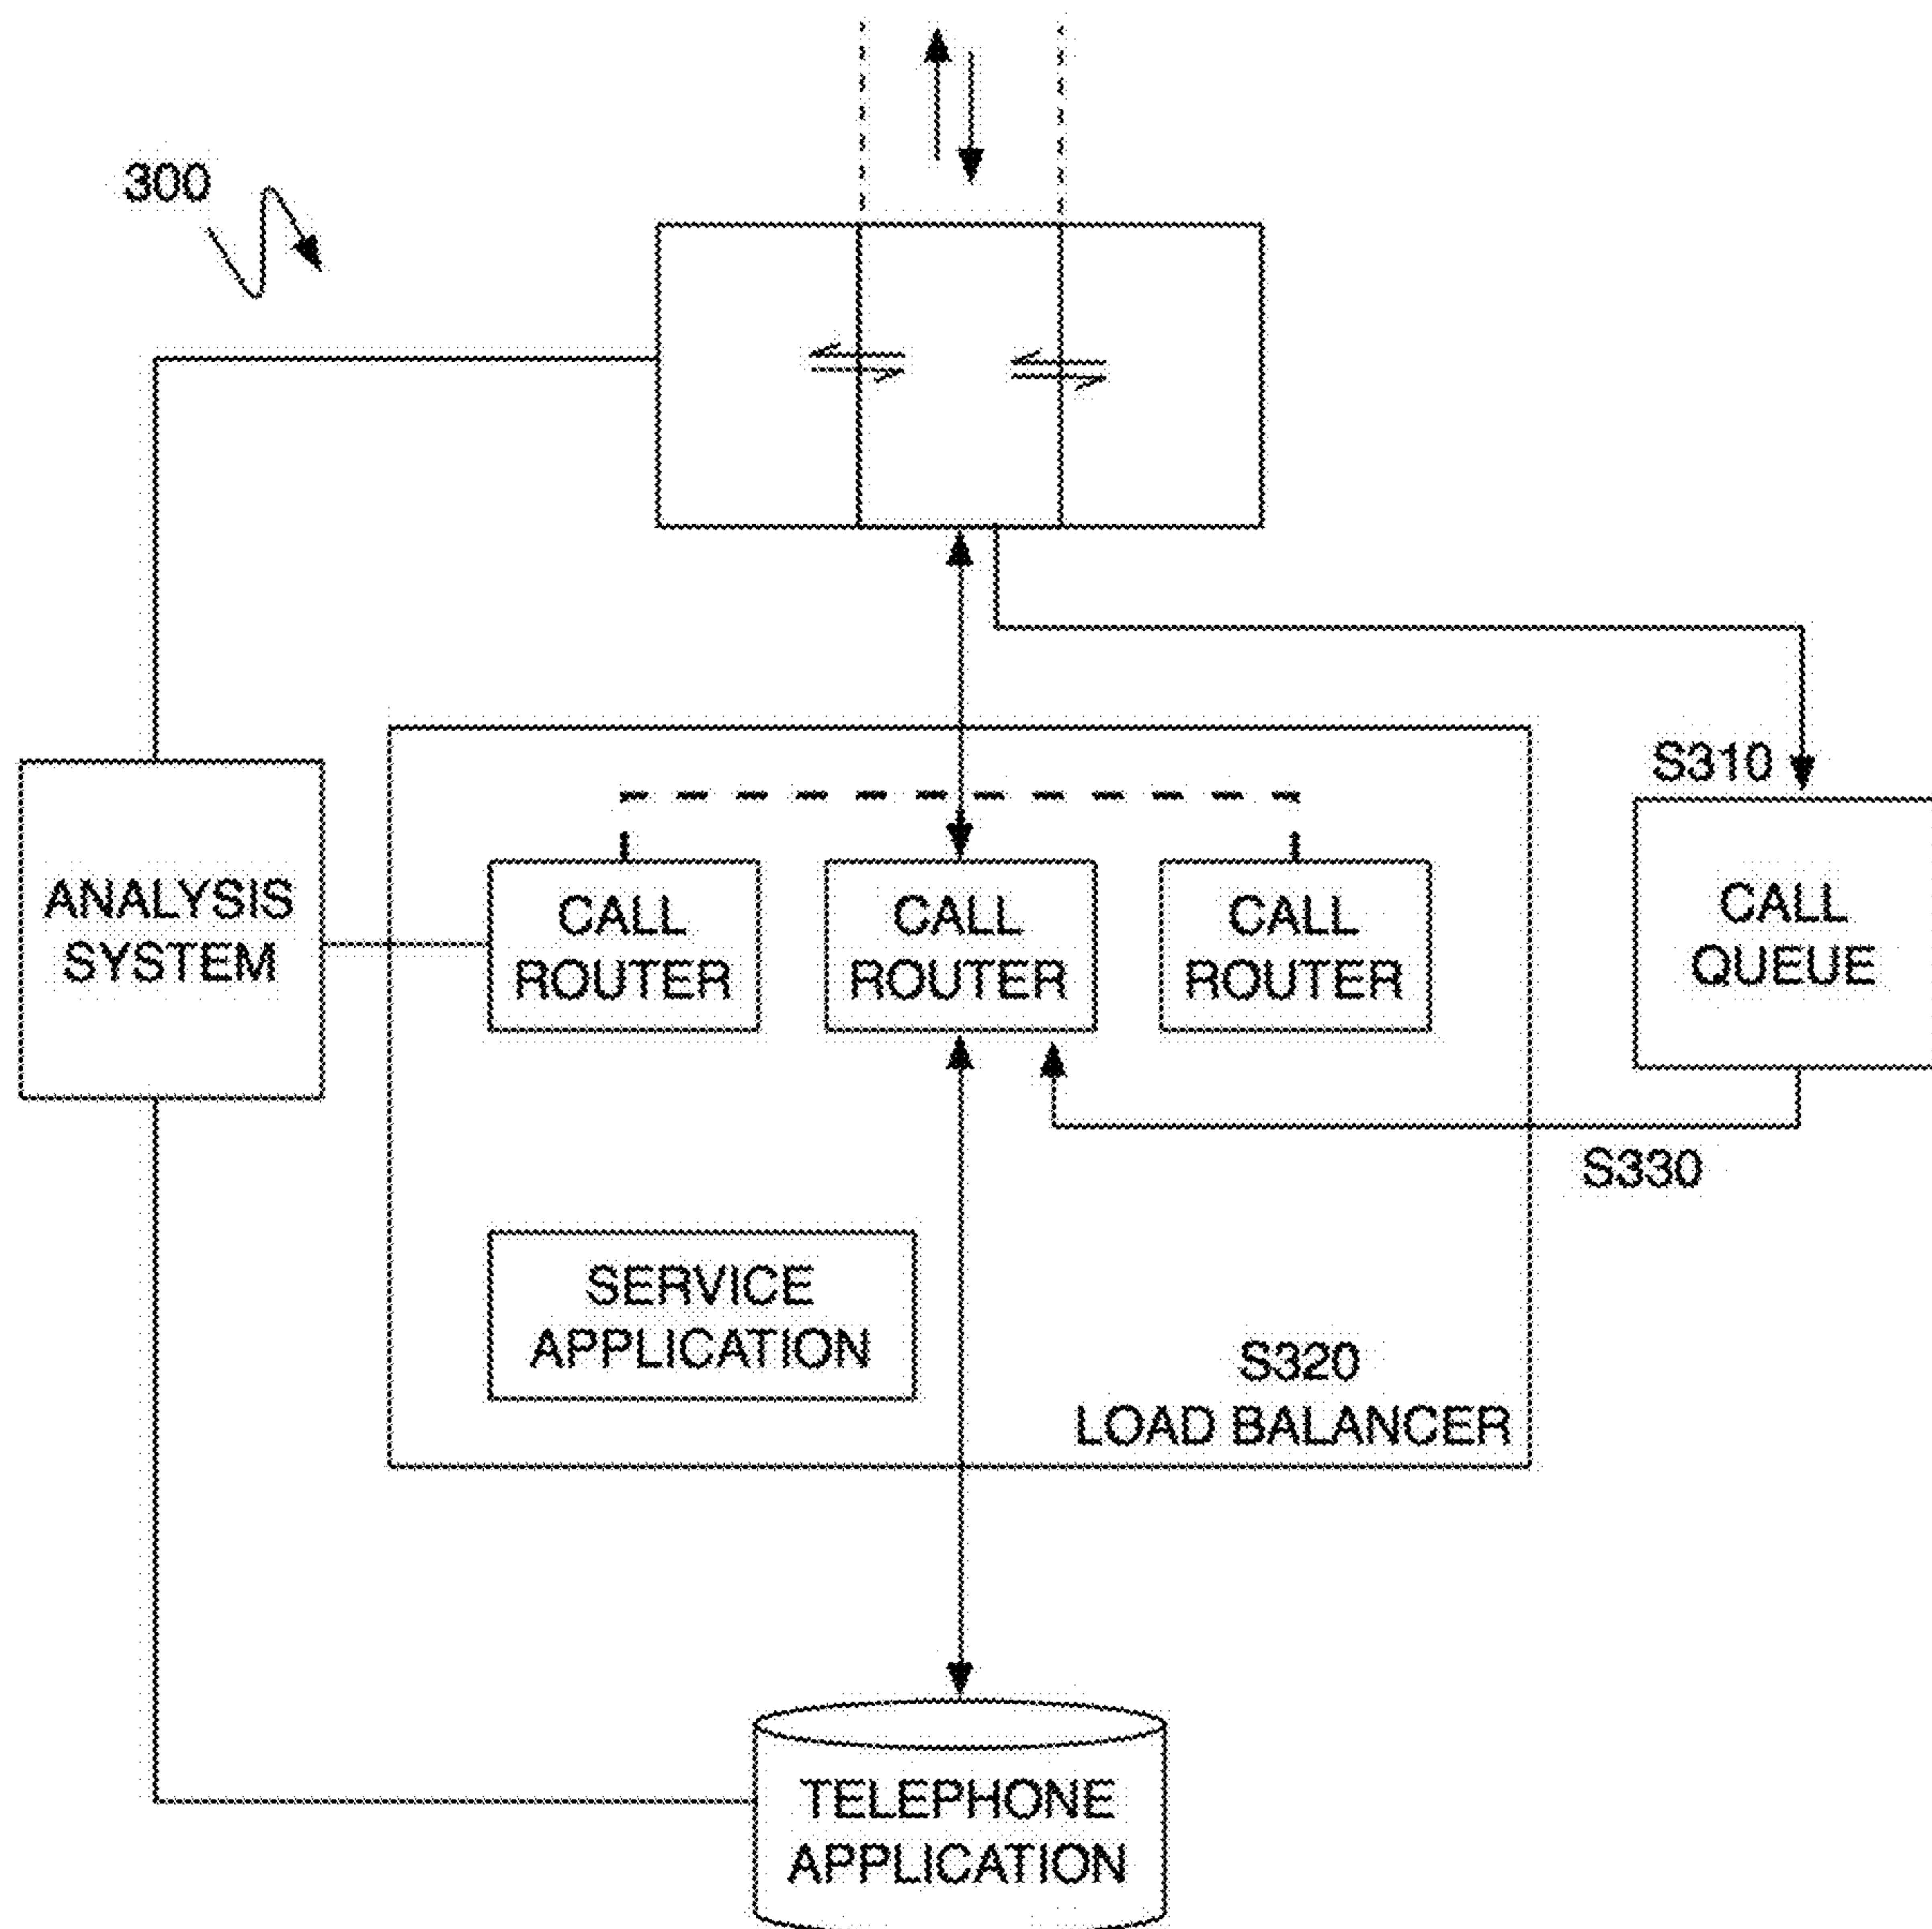 300
S310
ANALYSIS
SYSTEM
CALL
ROUTER
CALL
ROUTER
CALL
ROUTER
CALL
QUEUE
S330
SERVICE
APPLICATION
S320
LOAD BALANCER
TELEPHONE
APPLICATION